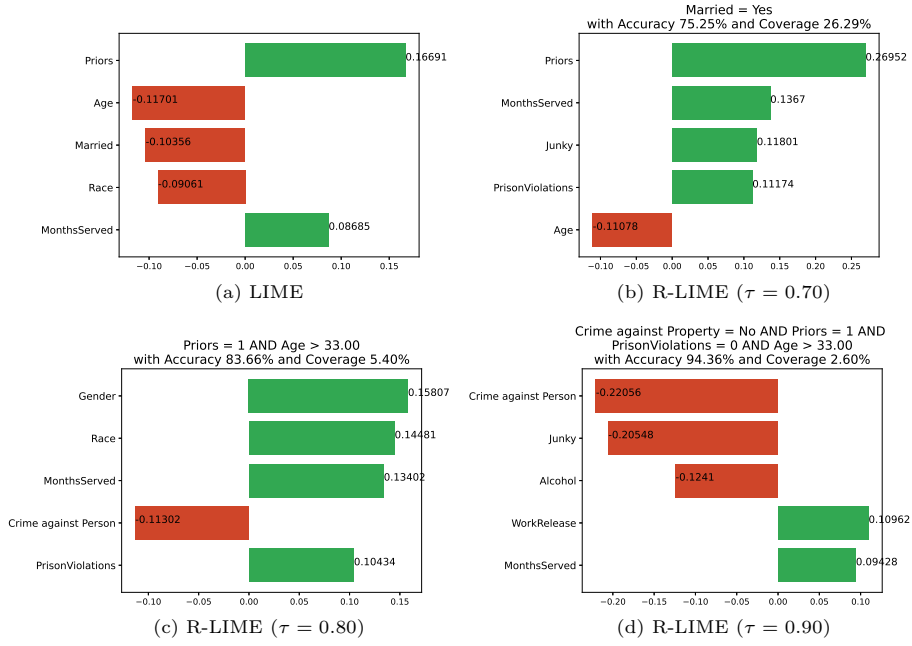 Priors
Age
Married
Race
MonthsServed
0.16691
-0.11701
-0.10356
-0.09061
0.08685
−0.10 −0.05 0.00 0.05 0.10 0.15
(a) LIME
Married = Yes
with Accuracy 75.25% and Coverage 26.29%
Priors
MonthsServed
Junky
PrisonViolations
Age
0.26952
0.1367
0.11801
0.11174
-0.11078
−0.10 −0.05 0.00 0.05 0.10 0.15 0.20 0.25
(b) R-LIME (τ = 0.70)
Priors = 1 AND Age > 33.00
with Accuracy 83.66% and Coverage 5.40%
Gender
Race
MonthsServed
Crime against Person
PrisonViolations
0.15807
0.14481
0.13402
-0.11302
0.10434
−0.10 −0.05 0.00 0.05 0.10 0.15
(c) R-LIME (τ = 0.80)
Crime against Property = No AND Priors = 1 AND
PrisonViolations = 0 AND Age > 33.00
with Accuracy 94.36% and Coverage 2.60%
Crime against Person
Junky
Alcohol
WorkRelease
MonthsServed
-0.22056
-0.20548
-0.1241
0.10962
0.09428
−0.20 −0.15 −0.10 −0.05 0.00 0.05 0.10
(d) R-LIME (τ = 0.90)